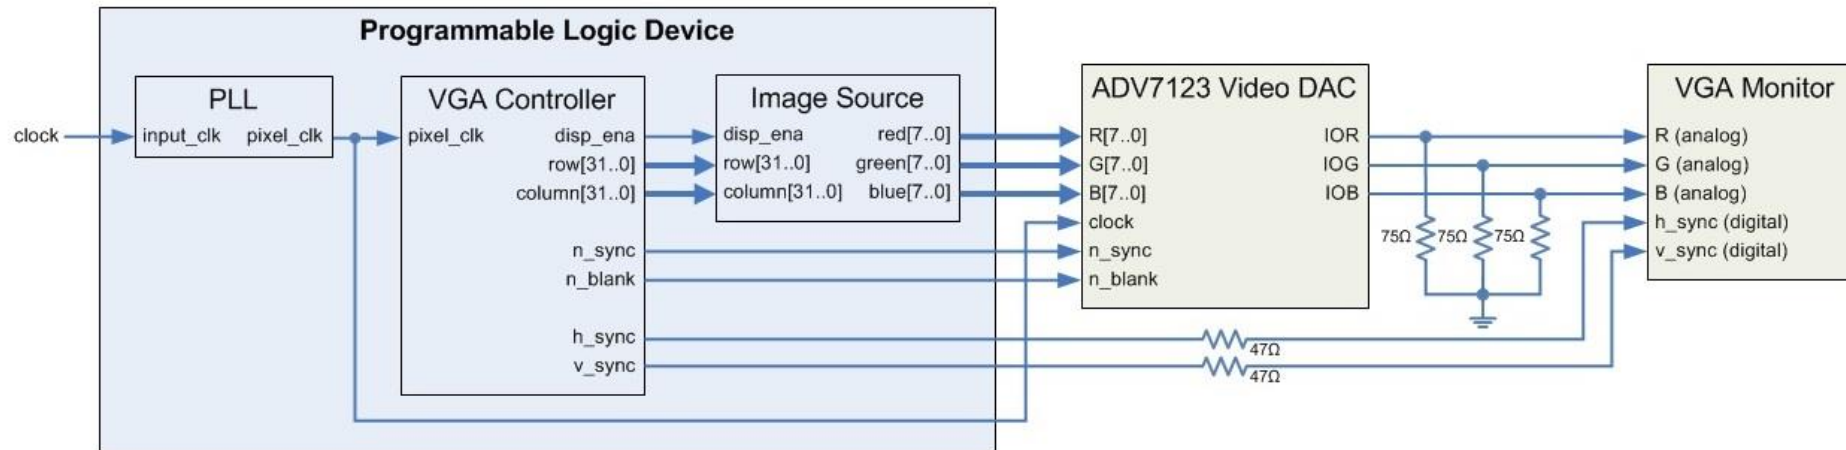 Programmable Logic Device
PLL
VGA Controller
Image Source
ADV7123 Video DAC
VGA Monitor
clock
input_clk pixel_clk
pixel_clk disp_ena
row[31..0]
column[31..0]
n_sync
n_blank
h_sync
v_sync
disp_ena red[7..0]
row[31..0] green[7..0]
column[31..0] blue[7..0]
R[7..0] IOR
G[7..0] IOG
B[7..0] IOB
clock
n_sync
n_blank
75Ω 75Ω 75Ω
47Ω
47Ω
R (analog)
G (analog)
B (analog)
h_sync (digital)
v_sync (digital)